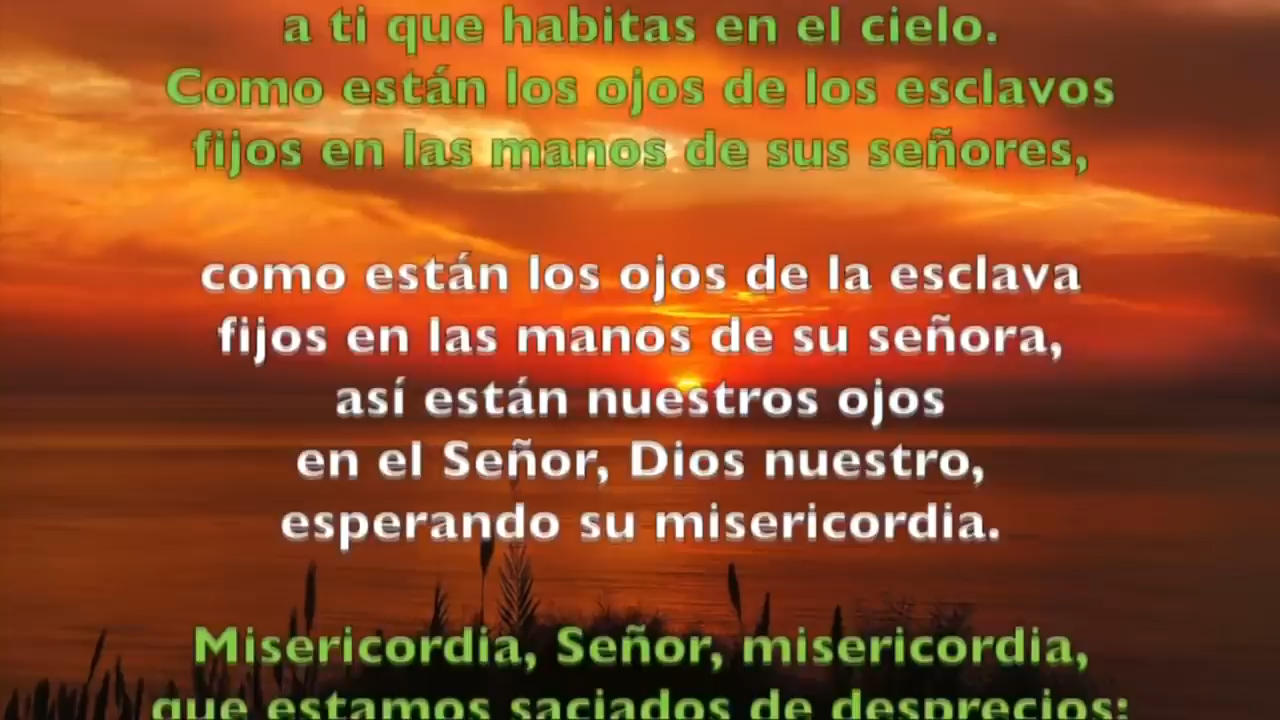 a ti que habitas en el cielo.
Como están los ojos de los esclavos
fijos en las manos de sus señores,
como están los ojos de la esclava
fijos en las manos de su señora,
así están nuestros ojos
en el Señor, Dios nuestro,
esperando su misericordia.
Misericordia, Señor, misericordia,
que estamos saciados de desprecios;